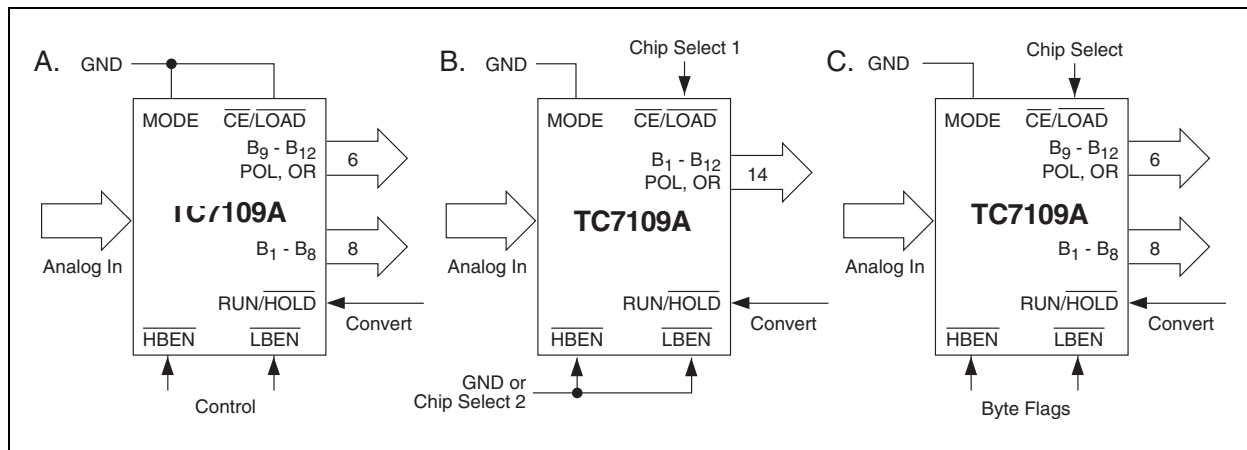 A.
GND
MODE
CE/LOAD
B9 - B12
POL, OR
6
TC7109A
Analog In
B1 - B8
8
RUN/HOLD
Convert
HBEN
LBEN
Control
B.
GND
Chip Select 1
MODE
CE/LOAD
B1 - B12
POL, OR
14
TC7109A
Analog In
RUN/HOLD
Convert
HBEN
LBEN
GND or
Chip Select 2
C.
GND
Chip Select
MODE
CE/LOAD
B9 - B12
POL, OR
6
TC7109A
Analog In
B1 - B8
8
RUN/HOLD
Convert
HBEN
LBEN
Byte Flags